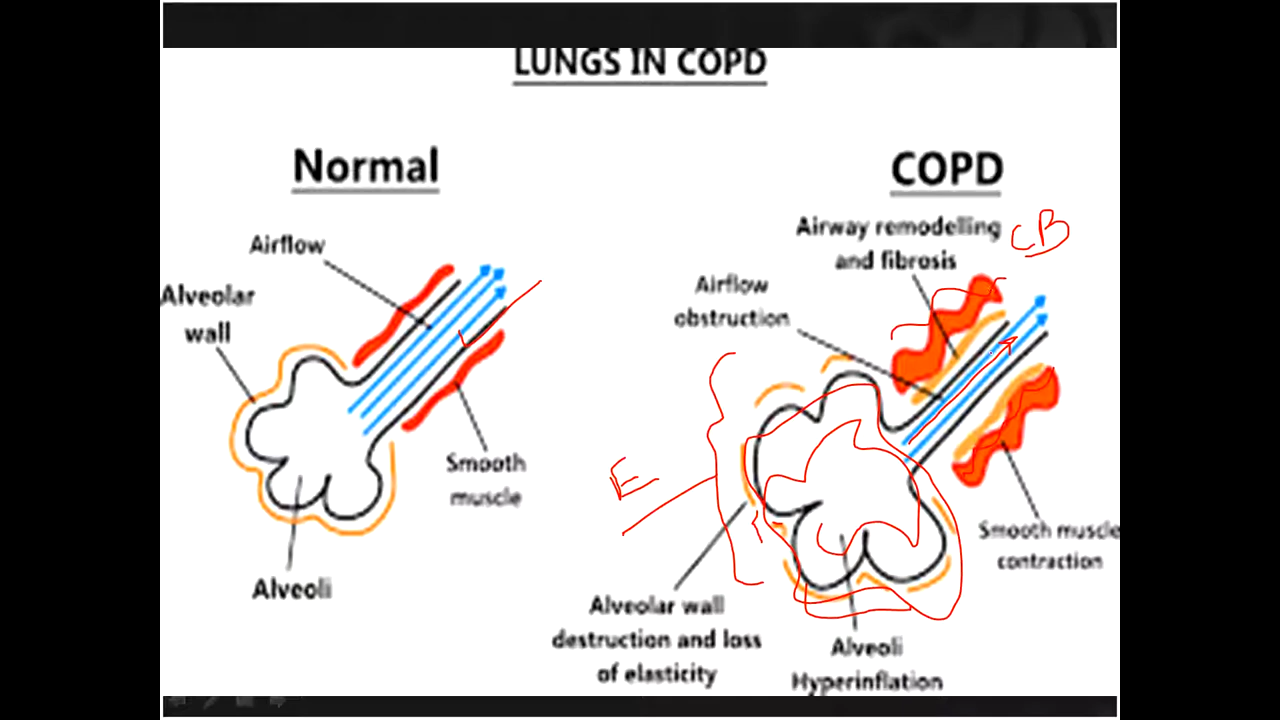 LUNGS IN COPD
Normal
Airflow
Alveolar
wall
Smooth
muscle
Alveoli
COPD
Airway remodelling
and fibrosis
CB
Airflow
obstruction
E
Smooth muscle
contraction
Alveolar wall
destruction and loss
of elasticity
Alveoli
Hyperinflation